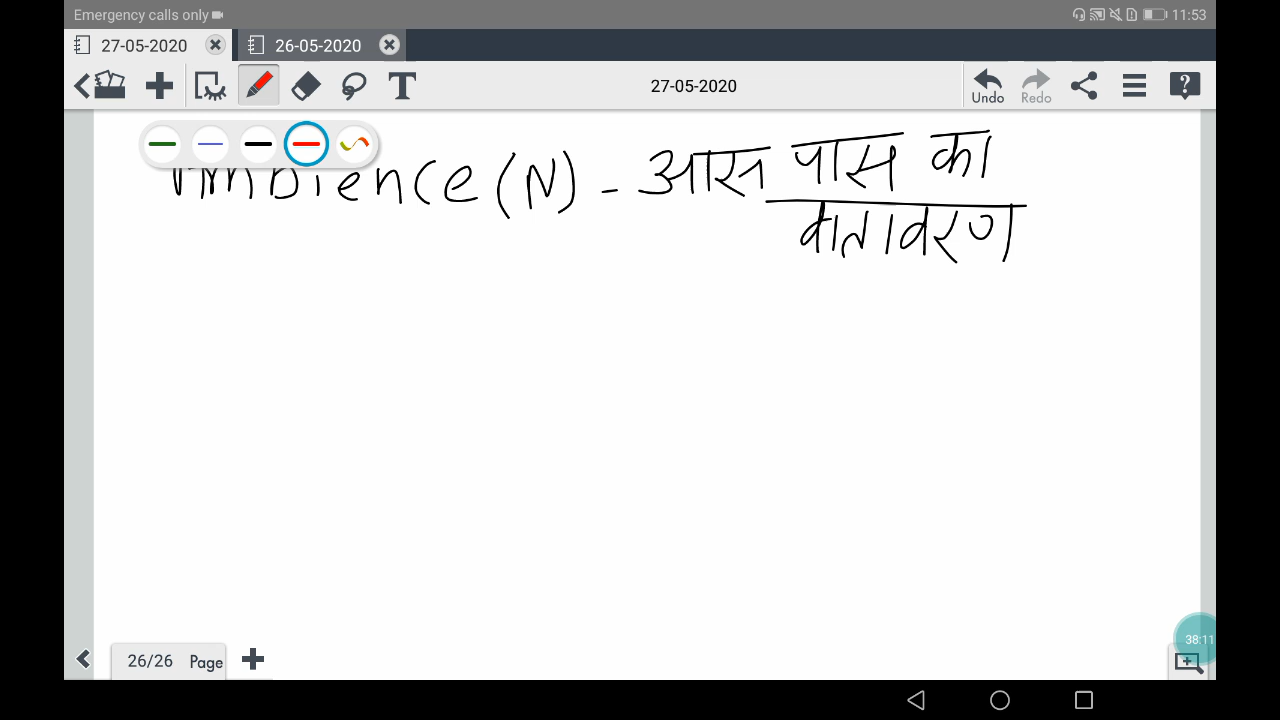 Emergency calls only 11:53
27-05-2020 26-05-2020
T 27-05-2020 Undo Redo ?
Ambience (N) - आस पास का
वातावरण
38:11
26/26 Page